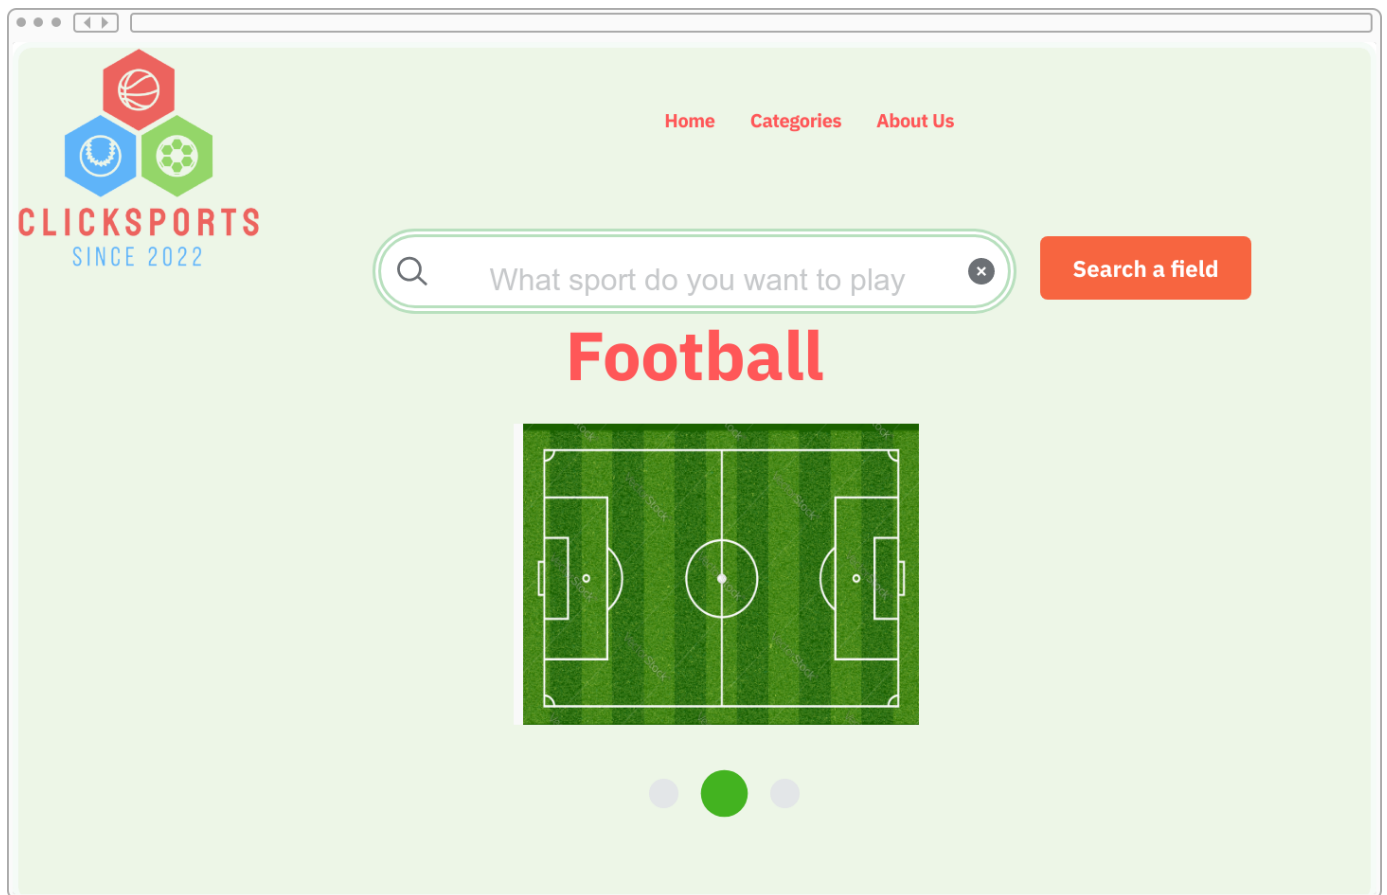 CLICKSPORTS
SINCE 2022
Home Categories About Us
What sport do you want to play
Search a field
Football